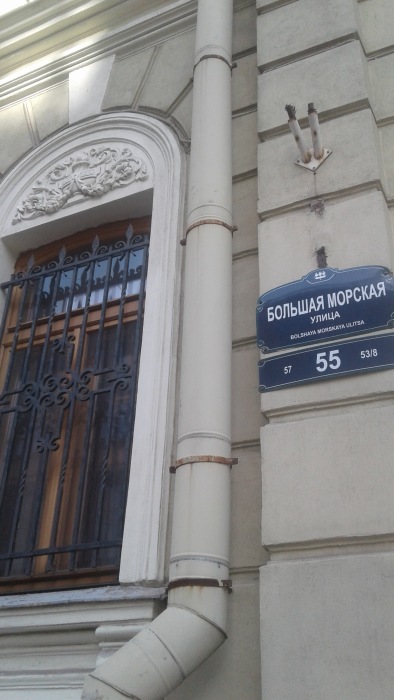 БОЛЬШАЯ МОРСКАЯ
УЛИЦА
BOLSHAYA MORSKAYA ULITSA
57 55 53/8